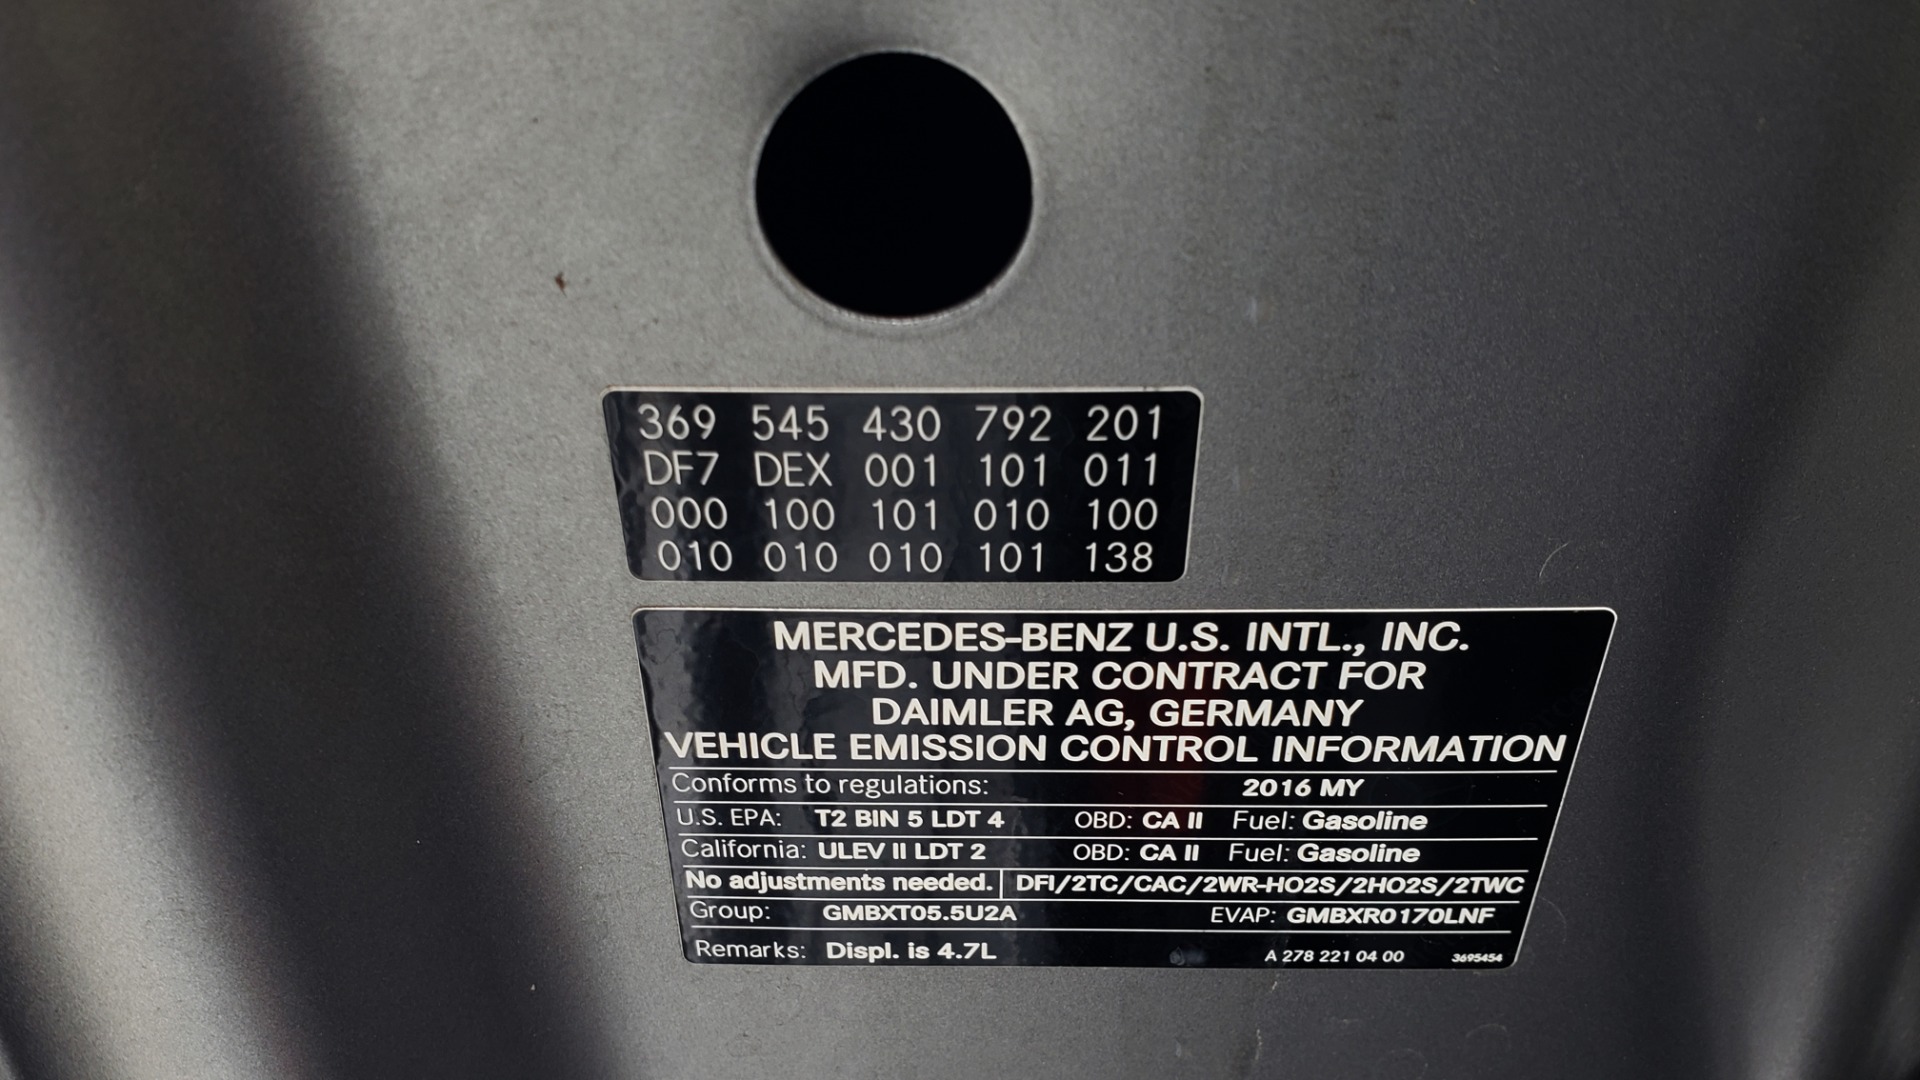 369 545 430 792 201
DF7 DEX 001 101 011
000 100 101 010 100
010 010 010 101 138
MERCEDES-BENZ U.S. INTL., INC.
MFD. UNDER CONTRACT FOR
DAIMLER AG, GERMANY
VEHICLE EMISSION CONTROL INFORMATION
Conforms to regulations: 2016 MY
U.S. EPA: T2 BIN 5 LDT 4 OBD: CA II Fuel: Gasoline
California: ULEV II LDT 2 OBD: CA II Fuel: Gasoline
No adjustments needed. DFI/2TC/CAC/2WR-HO2S/2HO2S/2TWC
Group: GMBXT05.5U2A EVAP: GMBXR0170LNF
Remarks: Displ. is 4.7L A 278 221 04 00 3695454